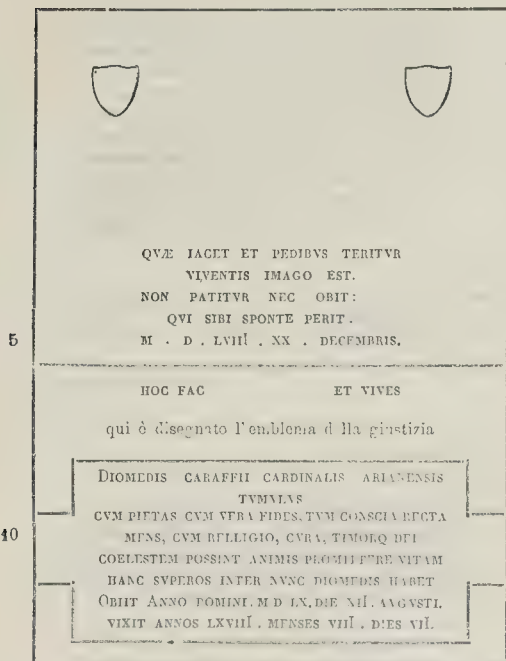 QVÆ IACET ET PEDIBVS TERITVR
VIVENTIS IMAGO EST.
NON PATITVR NEC OBIT:
QVI SIBI SPONTE PERIT.
5 M . D . LVIII . XX . DECEMBRIS.
HOC FAC ET VIVES
qui è disegnato l'emblema d lla giustizia
DIOMEDIS CARAFFII CARDINALIS ARIANENSIS
TVMVLVS
CVM PIETAS CVM VERA FIDES, TVM CONSCIA RECTA
10 MENS, CVM RELLIGIO, CVRA, TIMORQ DEI
COELESTEM POSSINT ANIMIS PROMITTERE VITAM
HANC SVPEROS INTER NVNC DIOMEDIS HABET
OBIIT ANNO DOMINI. M D LX. DIE XII. AVGVSTI.
VIXIT ANNOS LXVIII . MENSES VIII . DIES VII.